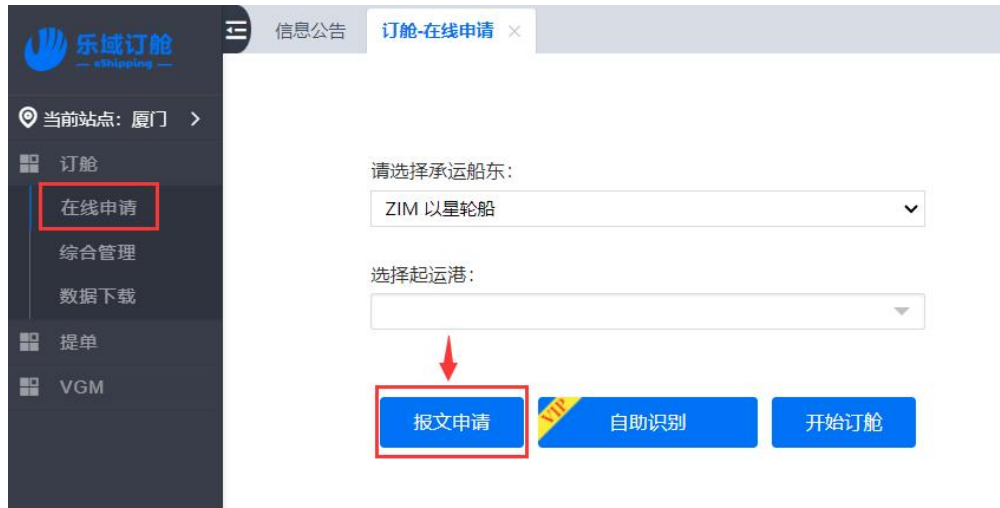 乐域订舱
eShipping
信息公告
订舱-在线申请 ×
当前站点：厦门 >
订舱
在线申请
综合管理
数据下载
提单
VGM
请选择承运船东：
ZIM 以星轮船
选择起运港：
报文申请
VIP
自助识别
开始订舱